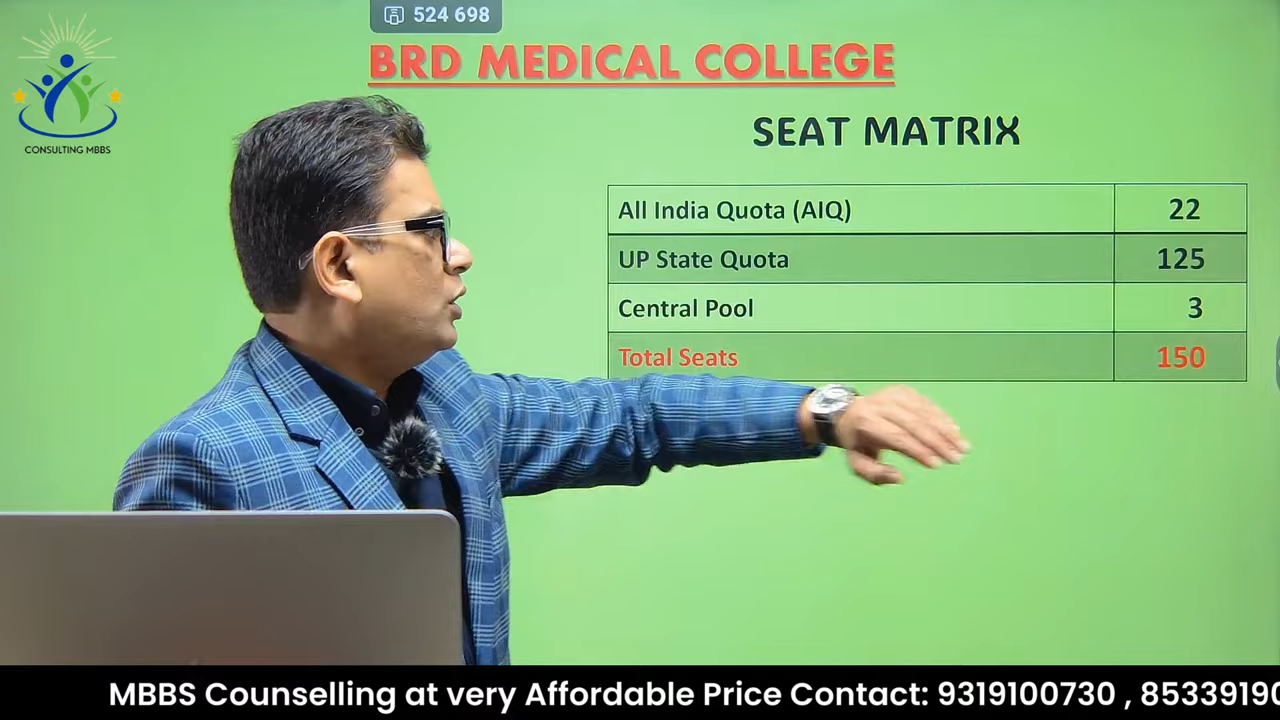 524 698
BRD MEDICAL COLLEGE
SEAT MATRIX
CONSULTING MBBS
All India Quota (AIQ) 22
UP State Quota 125
Central Pool 3
Total Seats 150
MBBS Counselling at very Affordable Price Contact: 9319100730 , 85339190